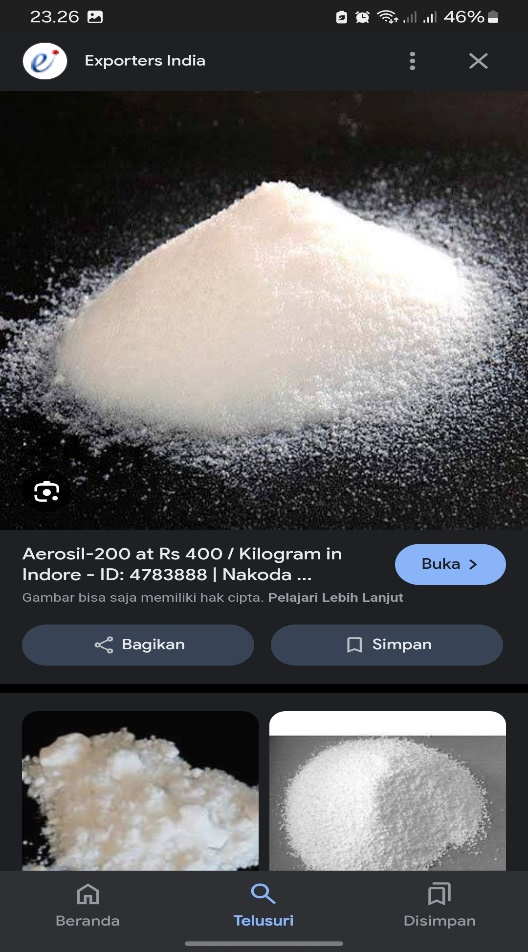 23.26
46%
Exporters India
Aerosil-200 at Rs 400 / Kilogram in
Indore - ID: 4783888 | Nakoda ...
Buka
Gambar bisa saja memiliki hak cipta. Pelajari Lebih Lanjut
Bagikan
Simpan
Beranda
Telusuri
Disimpan